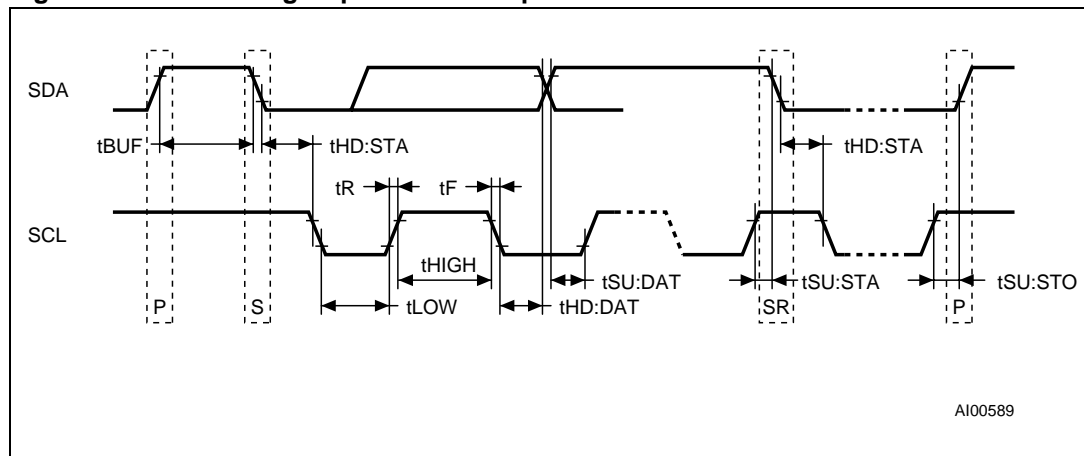 SDA
tBUF
tHD:STA
tHD:STA
tR
tF
SCL
tHIGH
tSU:DAT
tSU:STA
tSU:STO
P
S
tLOW
tHD:DAT
SR
P
AI00589